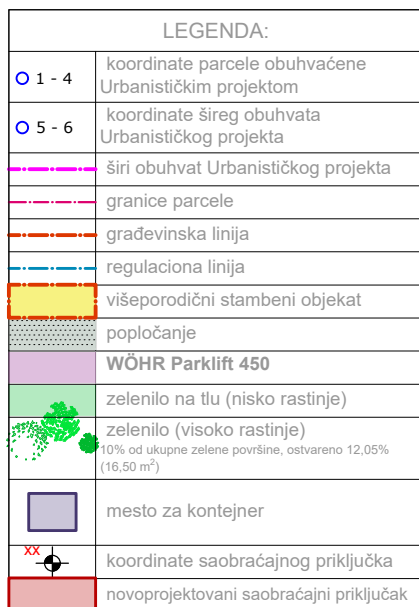 LEGENDA:
1 - 4
koordinate parcele obuhvaćene
Urbanističkim projektom
5 - 6
koordinate šireg obuhvata
Urbanističkog projekta
širi obuhvat Urbanističkog projekta
granice parcele
građevinska linija
regulaciona linija
višeporodični stambeni objekat
popločanje
WÖHR Parklift 450
zelenilo na tlu (nisko rastinje)
zelenilo (visoko rastinje)
10% od ukupne zelene površine, ostvareno 12,05%
(16,50 m²)
mesto za kontejner
XX
koordinate saobraćajnog priključka
novoprojektovani saobraćajni priključak